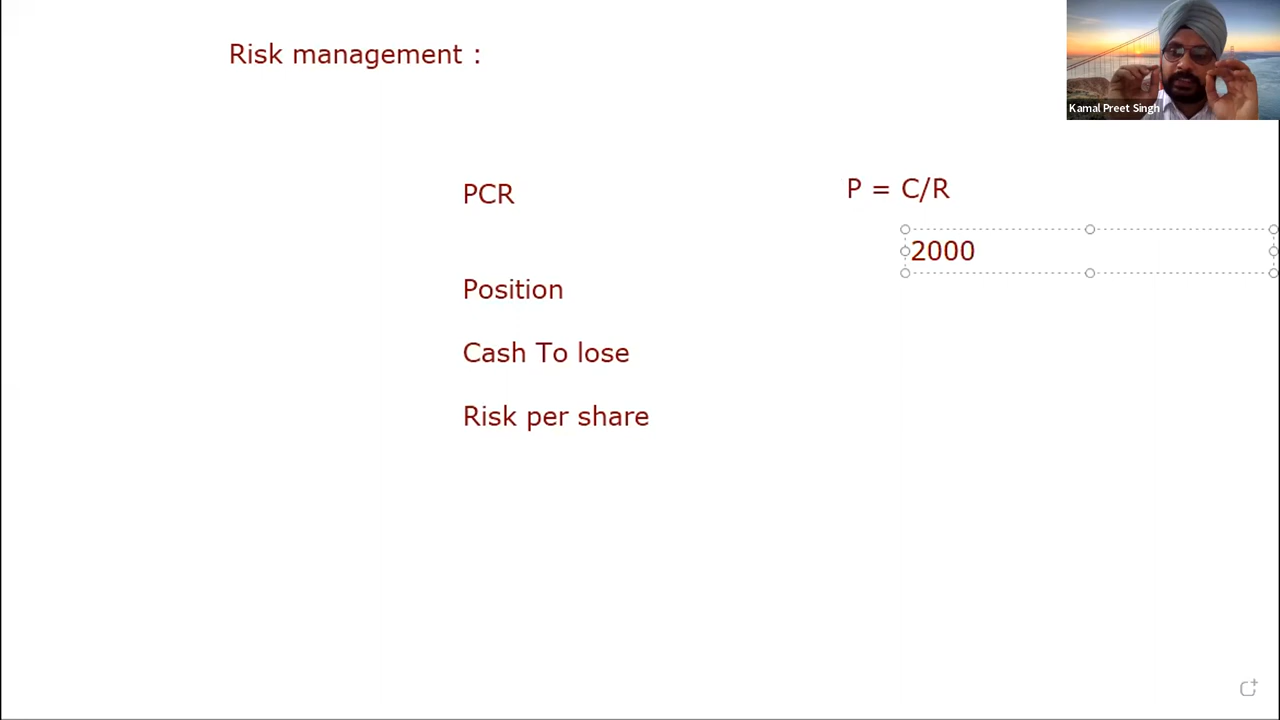 Risk management :
Kamal Preet Singh
PCR
P = C/R
2000
Position
Cash To lose
Risk per share